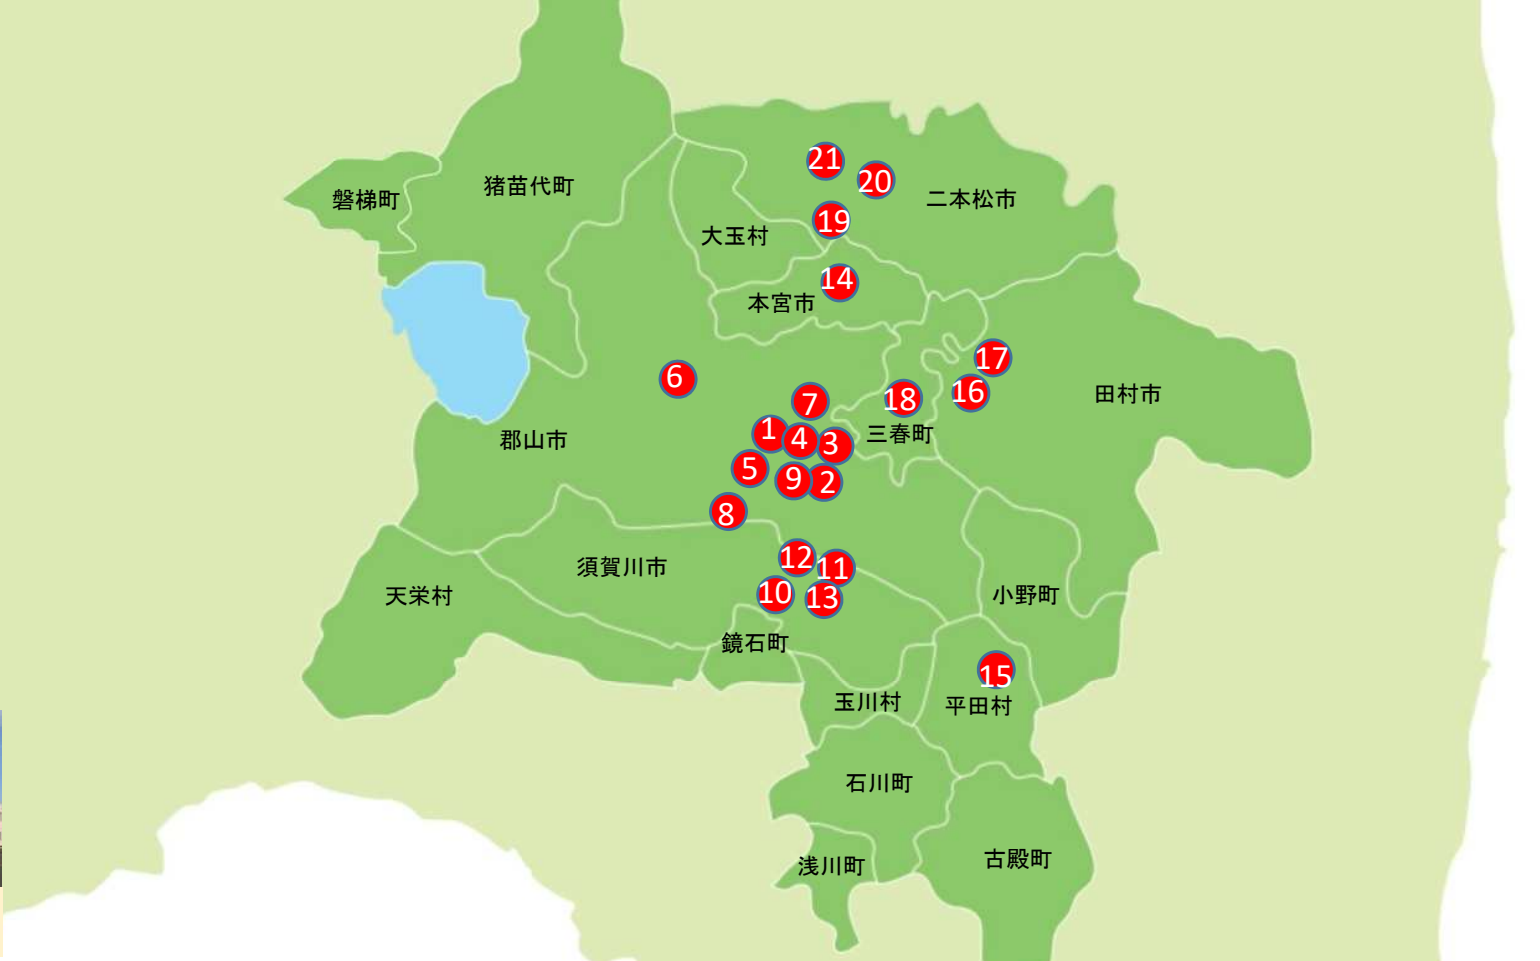 21
20
猪苗代町
磐梯町
二本松市
19
大玉村
14
本宮市
17
6
16
田村市
18
7
1
4
3
三春町
郡山市
5
9
2
8
12
11
須賀川市
10
13
天栄村
小野町
鏡石町
15
玉川村
平田村
石川町
古殿町
浅川町